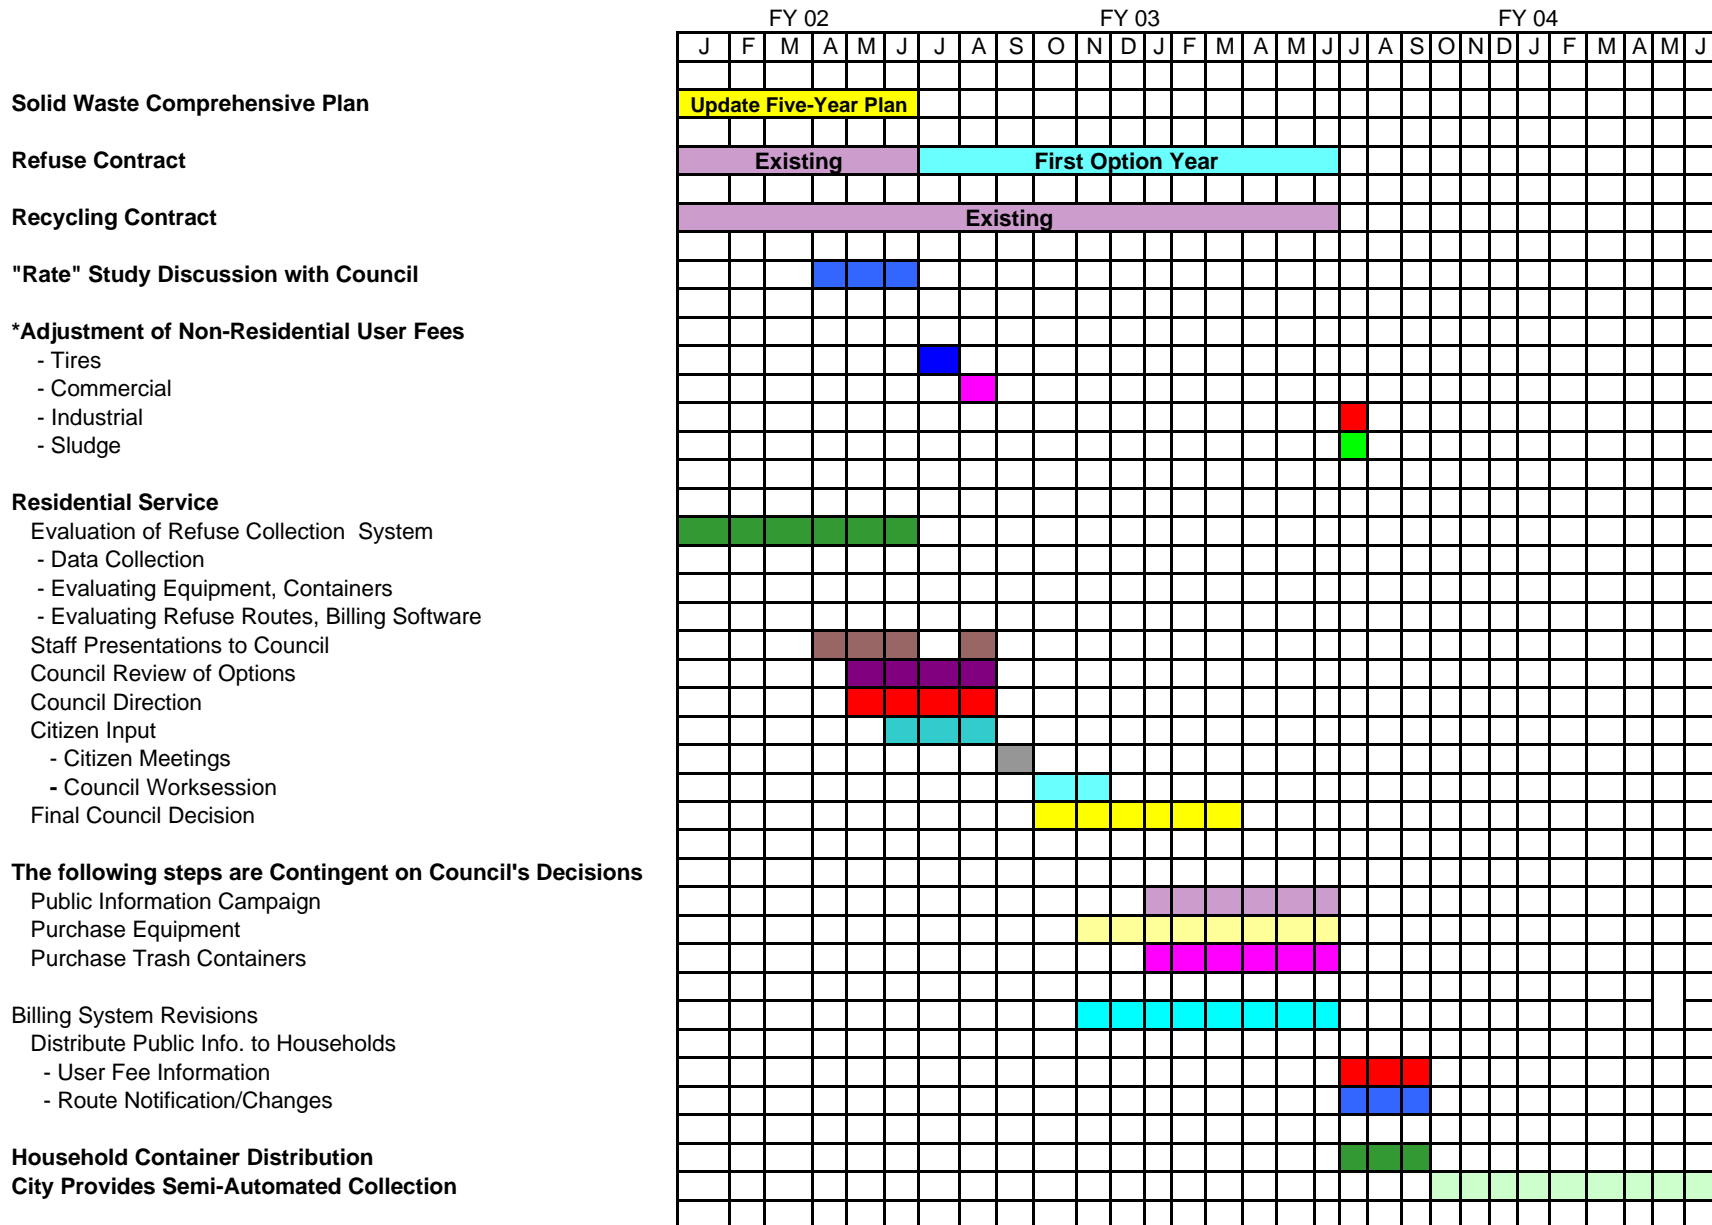 FY 02 FY 03 FY 04
J F M A M J J A S O N D J F M A M J J A S O N D J F M A M J
Solid Waste Comprehensive Plan Update Five-Year Plan
Refuse Contract Existing First Option Year
Recycling Contract Existing
"Rate" Study Discussion with Council
*Adjustment of Non-Residential User Fees
- Tires
- Commercial
- Industrial
- Sludge
Residential Service
Evaluation of Refuse Collection System
- Data Collection
- Evaluating Equipment, Containers
- Evaluating Refuse Routes, Billing Software
Staff Presentations to Council
Council Review of Options
Council Direction
Citizen Input
- Citizen Meetings
- Council Worksession
Final Council Decision
The following steps are Contingent on Council's Decisions
Public Information Campaign
Purchase Equipment
Purchase Trash Containers
Billing System Revisions
Distribute Public Info. to Households
- User Fee Information
- Route Notification/Changes
Household Container Distribution
City Provides Semi-Automated Collection